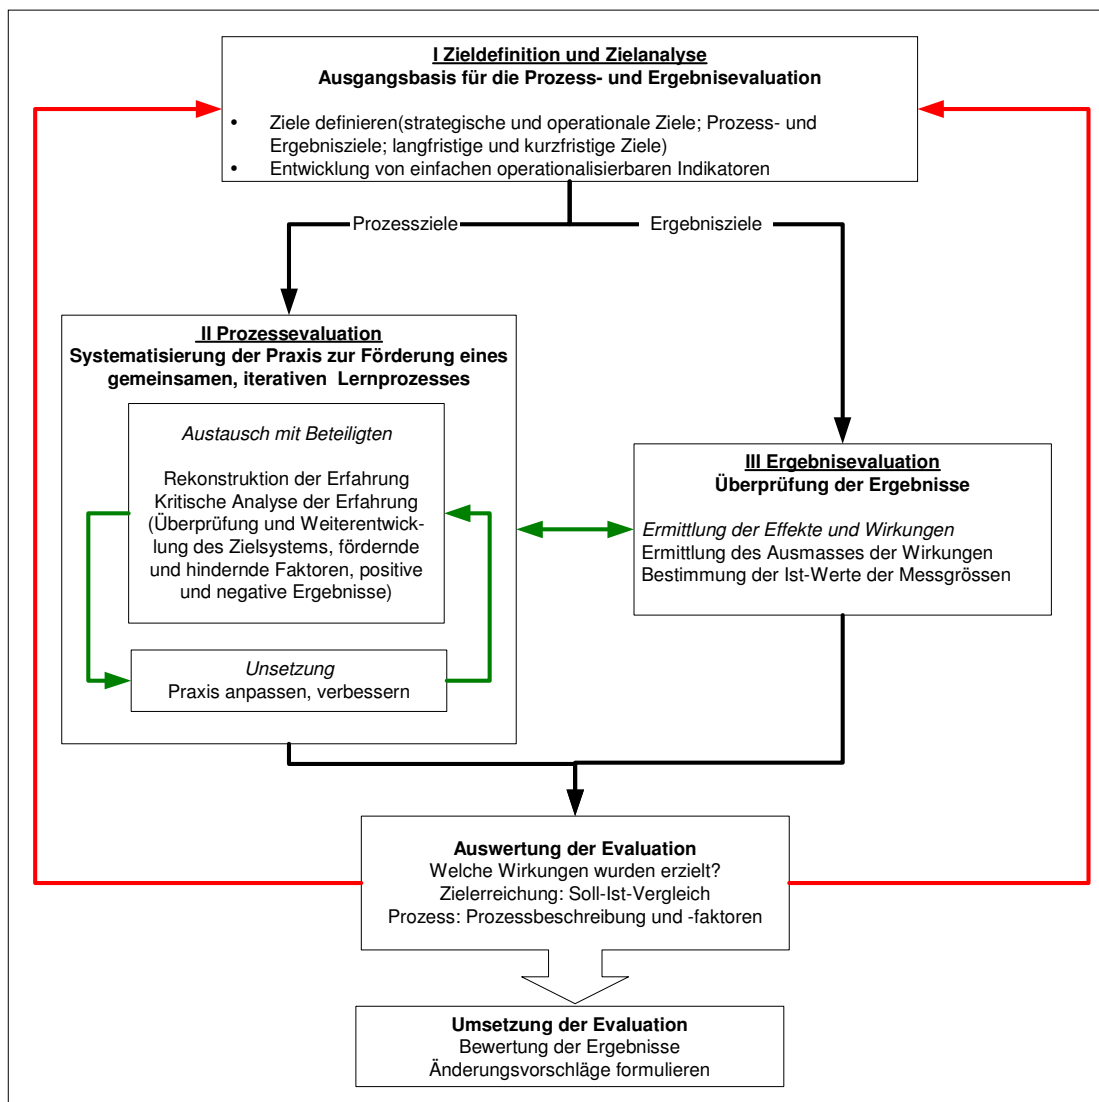 I Zieldefinition und Zielanalyse
Ausgangsbasis für die Prozess- und Ergebnisevaluation
• Ziele definieren(strategische und operationale Ziele; Prozess- und
Ergebnisziele; langfristige und kurzfristige Ziele)
• Entwicklung von einfachen operationalisierbaren Indikatoren
Prozessziele
Ergebnisziele
II Prozessevaluation
Systematisierung der Praxis zur Förderung eines
gemeinsamen, iterativen Lernprozesses
Austausch mit Beteiligten
Rekonstruktion der Erfahrung
Kritische Analyse der Erfahrung
(Überprüfung und Weiterentwick-
lung des Zielsystems, fördernde
und hindernde Faktoren, positive
und negative Ergebnisse)
Unsetzung
Praxis anpassen, verbessern
III Ergebnisevaluation
Überprüfung der Ergebnisse
Ermittlung der Effekte und Wirkungen
Ermittlung des Ausmasses der Wirkungen
Bestimmung der Ist-Werte der Messgrössen
Auswertung der Evaluation
Welche Wirkungen wurden erzielt?
Zielerreichung: Soll-Ist-Vergleich
Prozess: Prozessbeschreibung und -faktoren
Umsetzung der Evaluation
Bewertung der Ergebnisse
Änderungsvorschläge formulieren